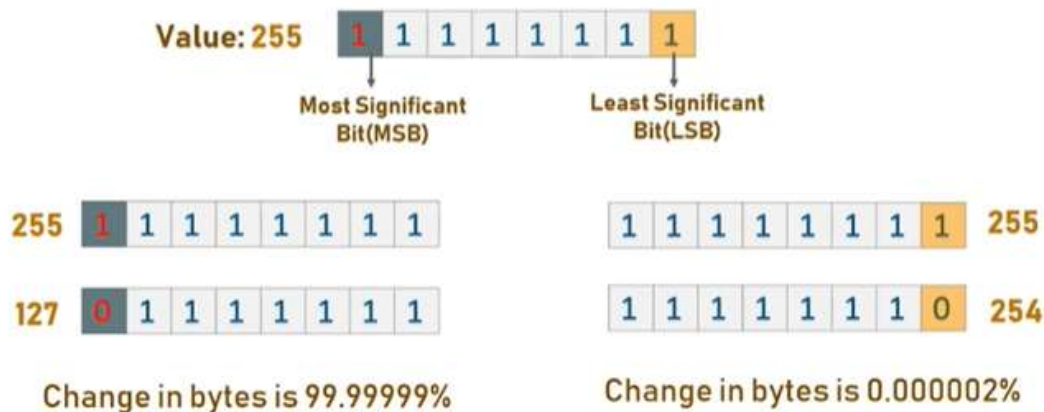 Value: 255 1 1 1 1 1 1 1 1
Most Significant
Bit(MSB)
Least Significant
Bit(LSB)
255 1 1 1 1 1 1 1 1
127 0 1 1 1 1 1 1 1
Change in bytes is 99.99999%
1 1 1 1 1 1 1 1 255
1 1 1 1 1 1 1 0 254
Change in bytes is 0.000002%